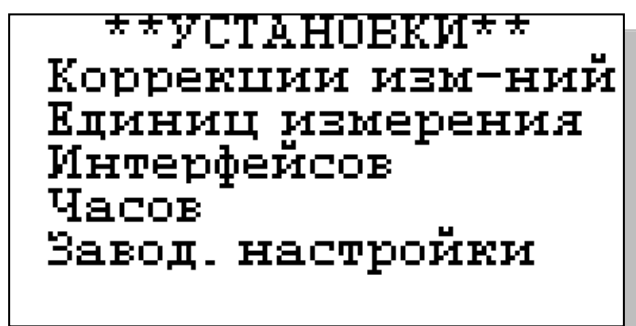 **УСТАНОВКИ**
Коррекции изм-ний
Единиц измерения
Интерфейсов
Часов
Завод. настройки